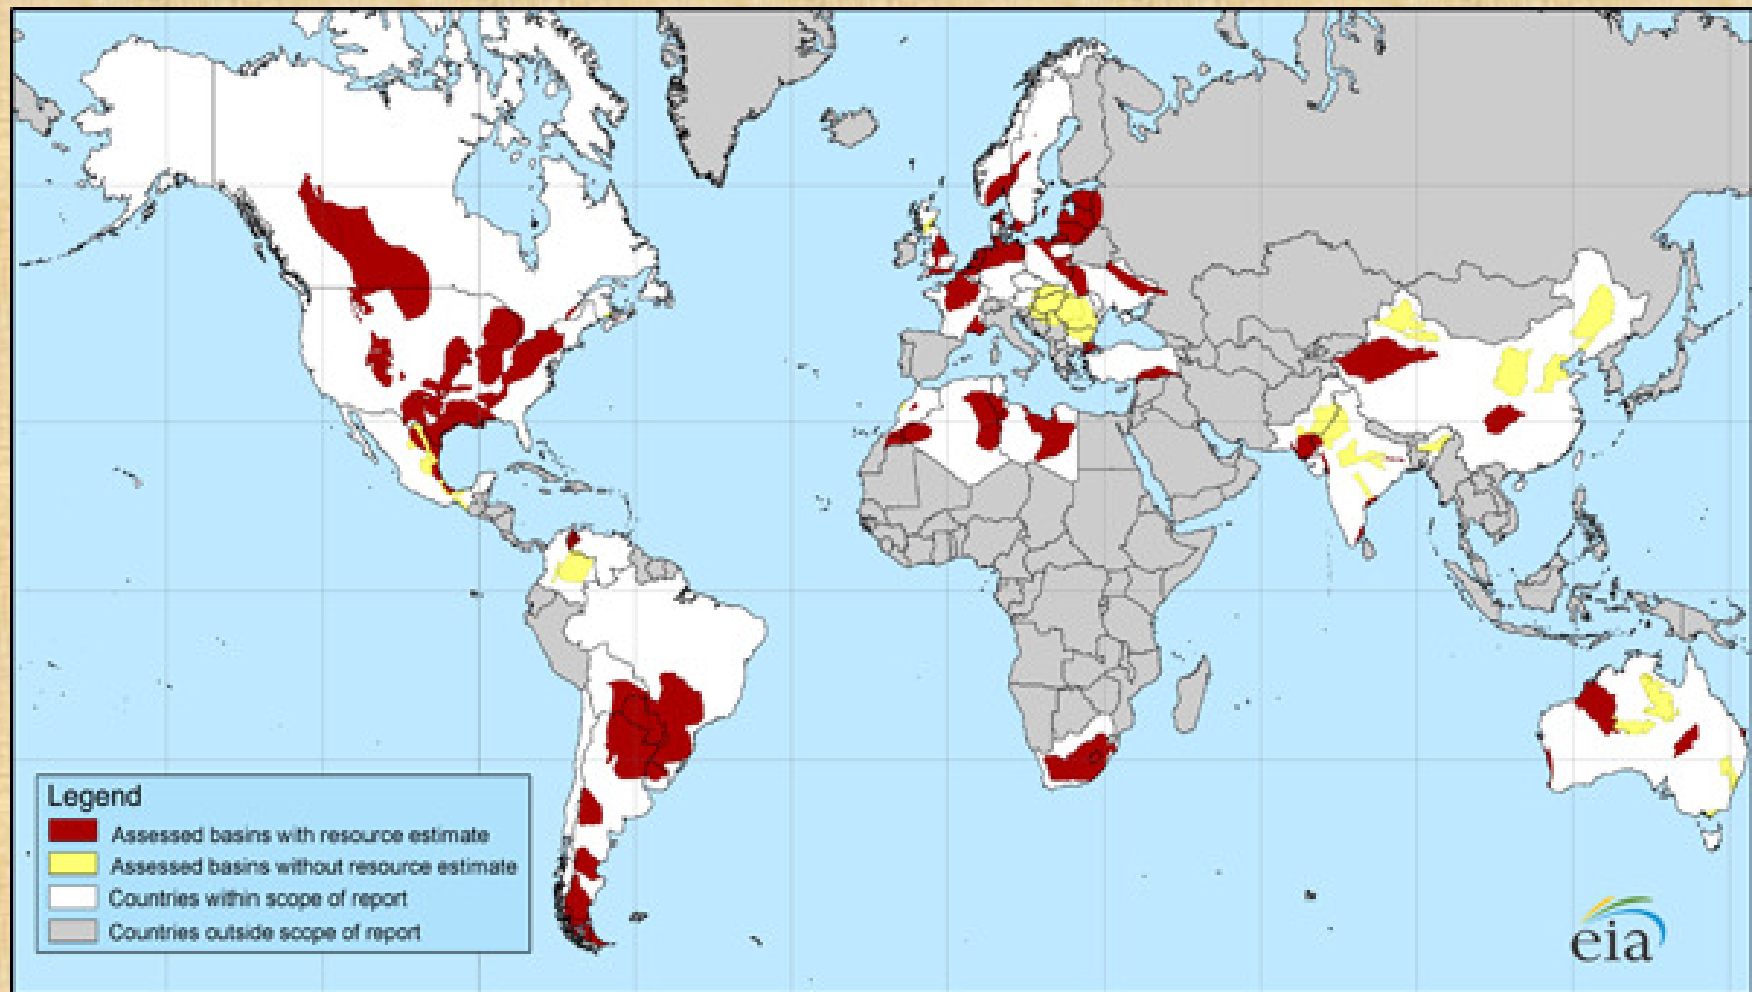 Legend
Assessed basins with resource estimate
Assessed basins without resource estimate
Countries within scope of report
Countries outside scope of report
eia